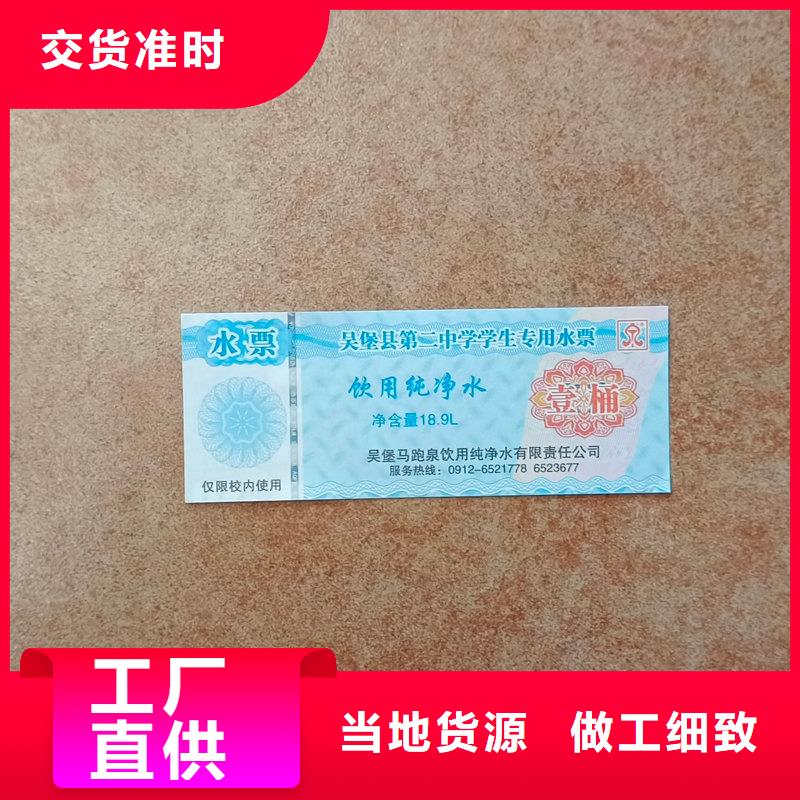 交货准时
水票
吴堡县第二中学学生专用水票
饮用纯净水
壹桶
净含量18.9L
吴堡马跑泉饮用纯净水有限责任公司
仅限校内使用
服务热线：0912-6521778 6523677
工厂
直供
当地货源 做工细致